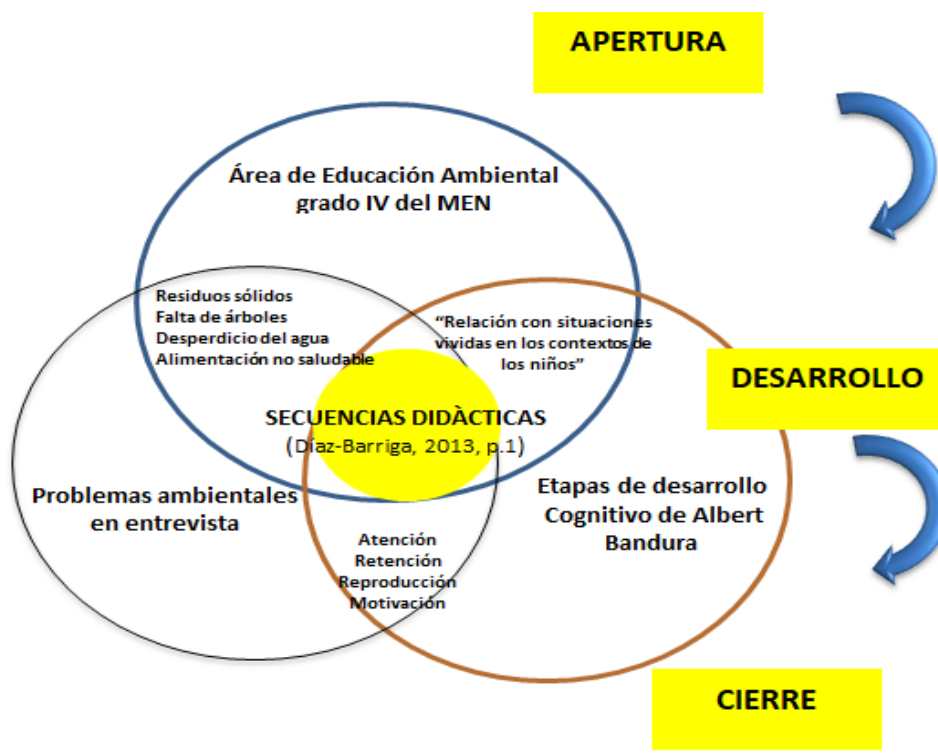 APERTURA
Área de Educación Ambiental
grado IV del MEN
Residuos sólidos
Falta de árboles
Desperdicio del agua
Alimentación no saludable
“Relación con situaciones
vividas en los contextos de
los niños”
DESARROLLO
SECUENCIAS DIDÀCTICAS
(Díaz-Barriga, 2013, p.1)
Problemas ambientales
en entrevista
Etapas de desarrollo
Cognitivo de Albert
Bandura
Atención
Retención
Reproducción
Motivación
CIERRE